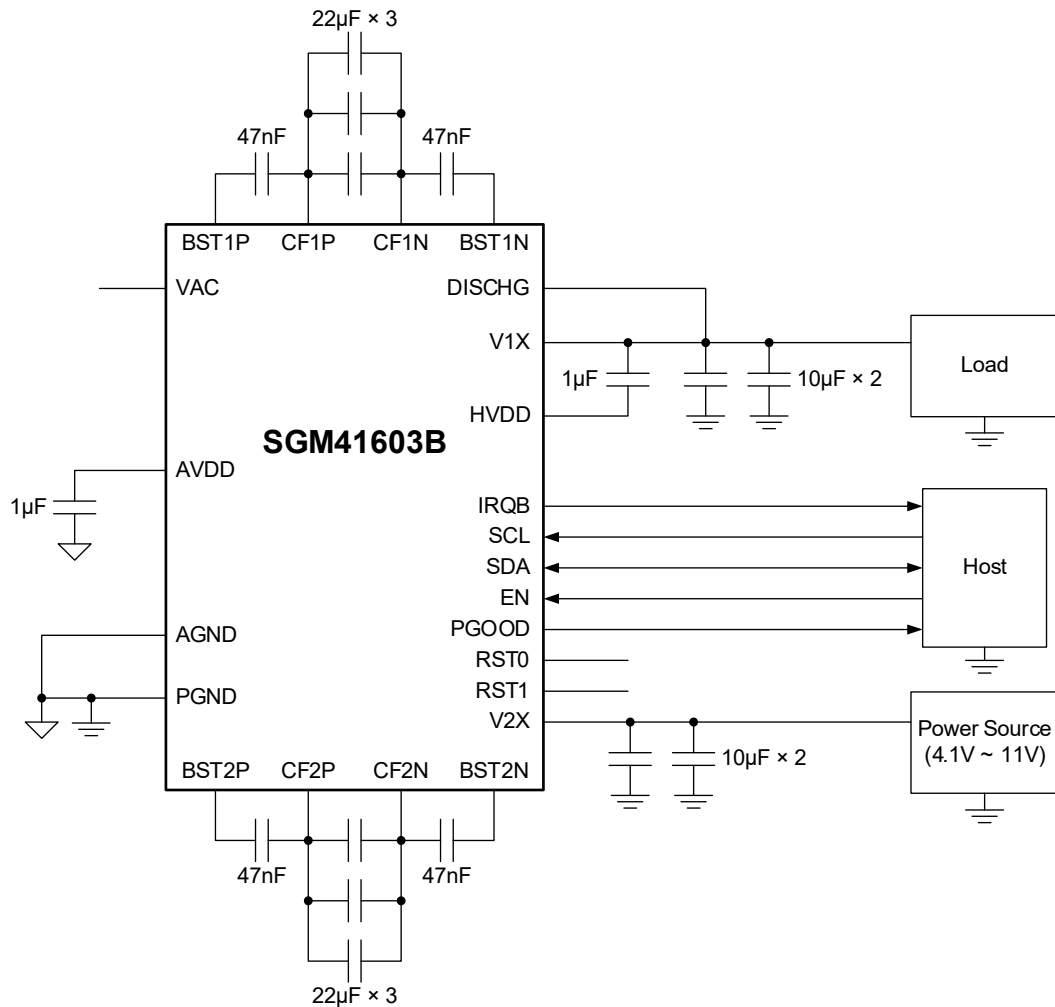 22µF × 3
47nF
47nF
BST1P CF1P CF1N BST1N
VAC
DISCHG
V1X
1µF
10µF × 2
Load
HVDD
SGM41603B
AVDD
1µF
IRQB
SCL
SDA
EN
PGOOD
RST0
RST1
V2X
Host
AGND
PGND
Power Source
(4.1V ~ 11V)
10µF × 2
BST2P CF2P CF2N BST2N
47nF
47nF
22µF × 3